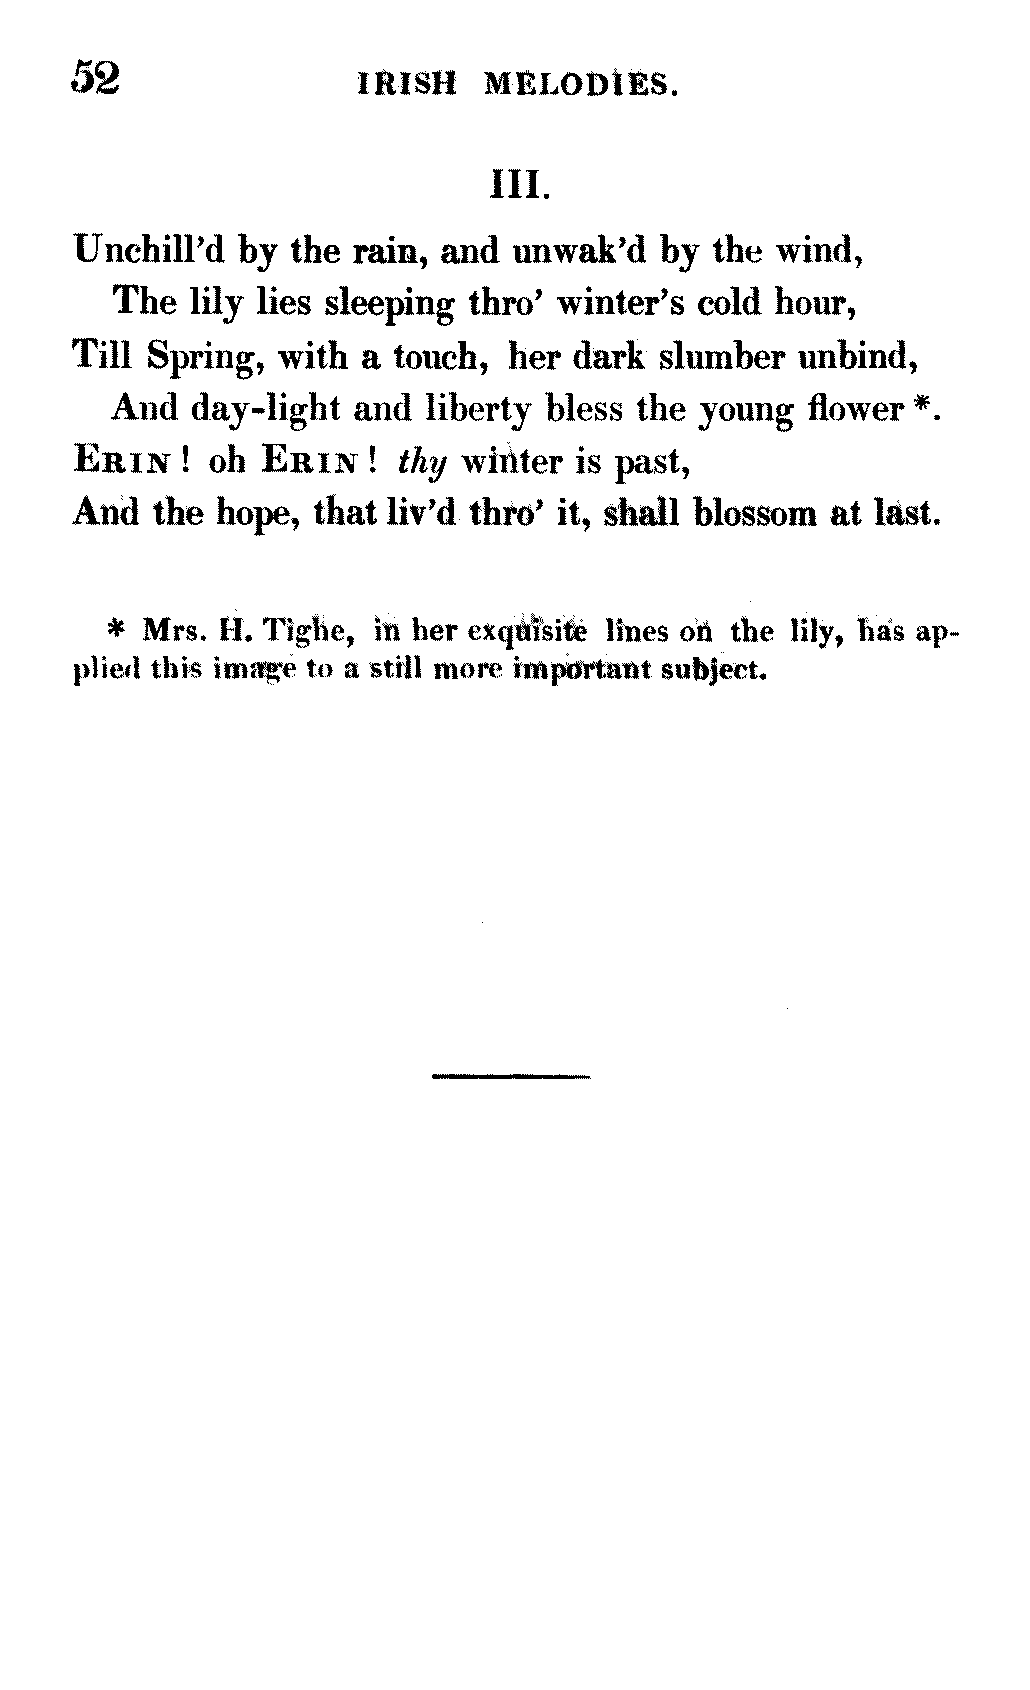 52 IRISH MELODIES.
III.
Unchill'd by the rain, and unwak'd by the wind,
The lily lies sleeping thro' winter's cold hour,
Till Spring, with a touch, her dark slumber unbind,
And day-light and liberty bless the young flower *.
ERIN ! oh ERIN ! thy winter is past,
And the hope, that liv'd thro' it, shall blossom at last.
* Mrs. H. Tighe, in her exquisite lines on the lily, has ap-
plied this image to a still more important subject.